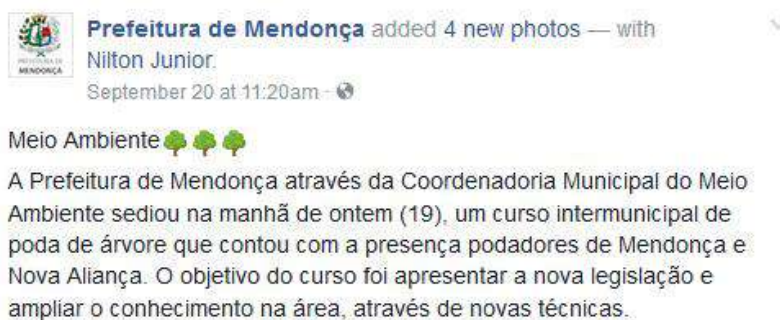 Prefeitura de Mendonça added 4 new photos — with
Nilton Junior.
September 20 at 11:20am ·
PREFEITURA DE
MENDONÇA
Meio Ambiente🌳🌳🌳
A Prefeitura de Mendonça através da Coordenadoria Municipal do Meio
Ambiente sediou na manhã de ontem (19), um curso intermunicipal de
poda de árvore que contou com a presença podadores de Mendonça e
Nova Aliança. O objetivo do curso foi apresentar a nova legislação e
ampliar o conhecimento na área, através de novas técnicas.